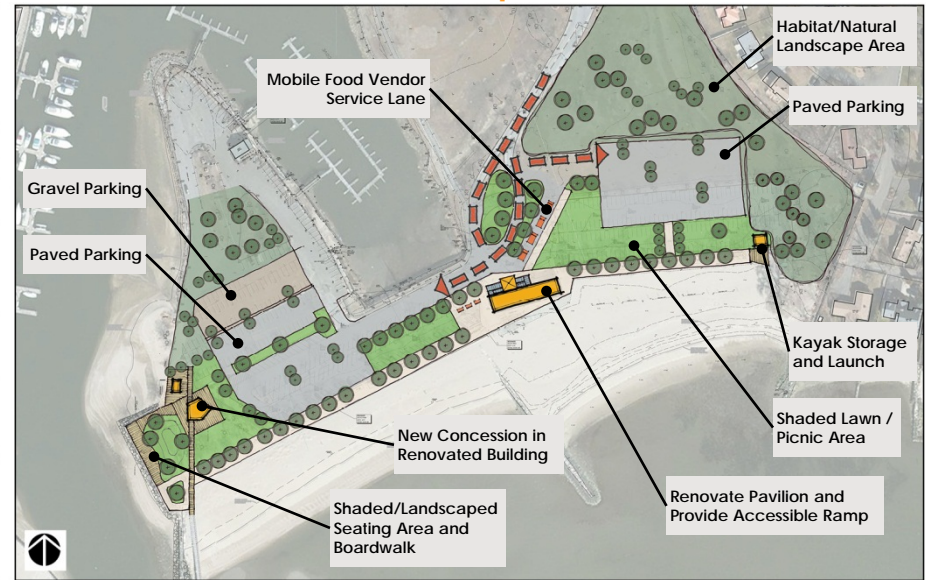 Habitat/Natural
Landscape Area
Mobile Food Vendor
Service Lane
Paved Parking
Gravel Parking
Paved Parking
Kayak Storage
and Launch
Shaded Lawn /
Picnic Area
New Concession in
Renovated Building
Renovate Pavilion and
Provide Accessible Ramp
Shaded/Landscaped
Seating Area and
Boardwalk